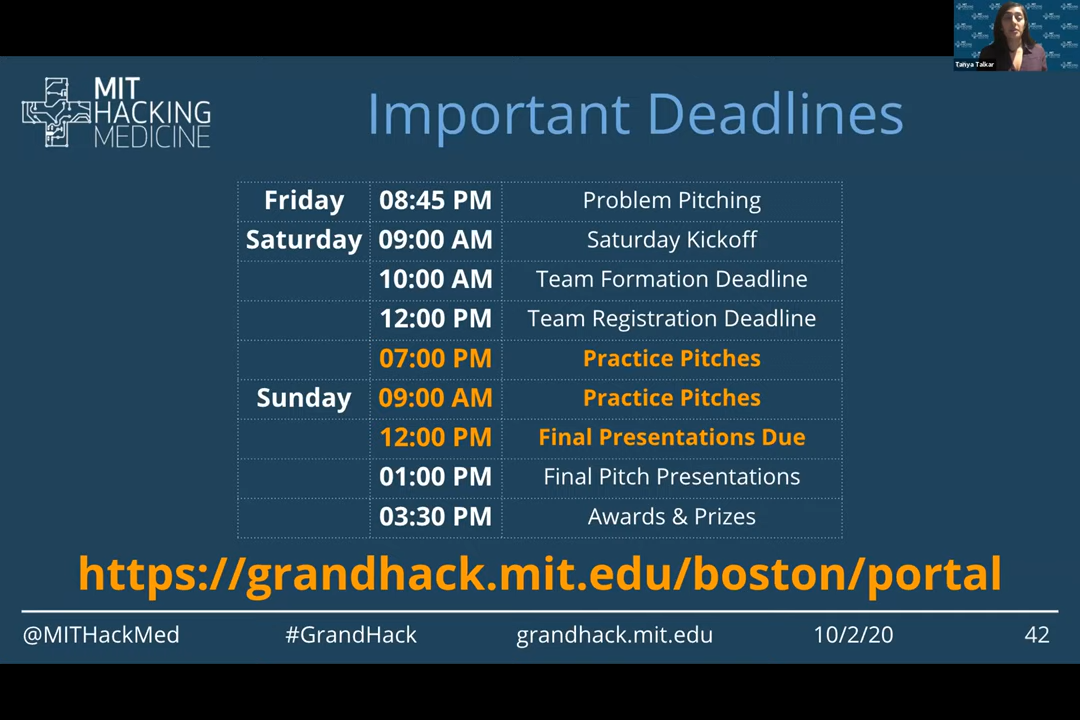 Tanya Talkar
MIT
HACKING
MEDICINE
Important Deadlines
Friday 08:45 PM Problem Pitching
Saturday 09:00 AM Saturday Kickoff
10:00 AM Team Formation Deadline
12:00 PM Team Registration Deadline
07:00 PM Practice Pitches
Sunday 09:00 AM Practice Pitches
12:00 PM Final Presentations Due
01:00 PM Final Pitch Presentations
03:30 PM Awards & Prizes
https://grandhack.mit.edu/boston/portal
@MITHackMed #GrandHack grandhack.mit.edu 10/2/20 42